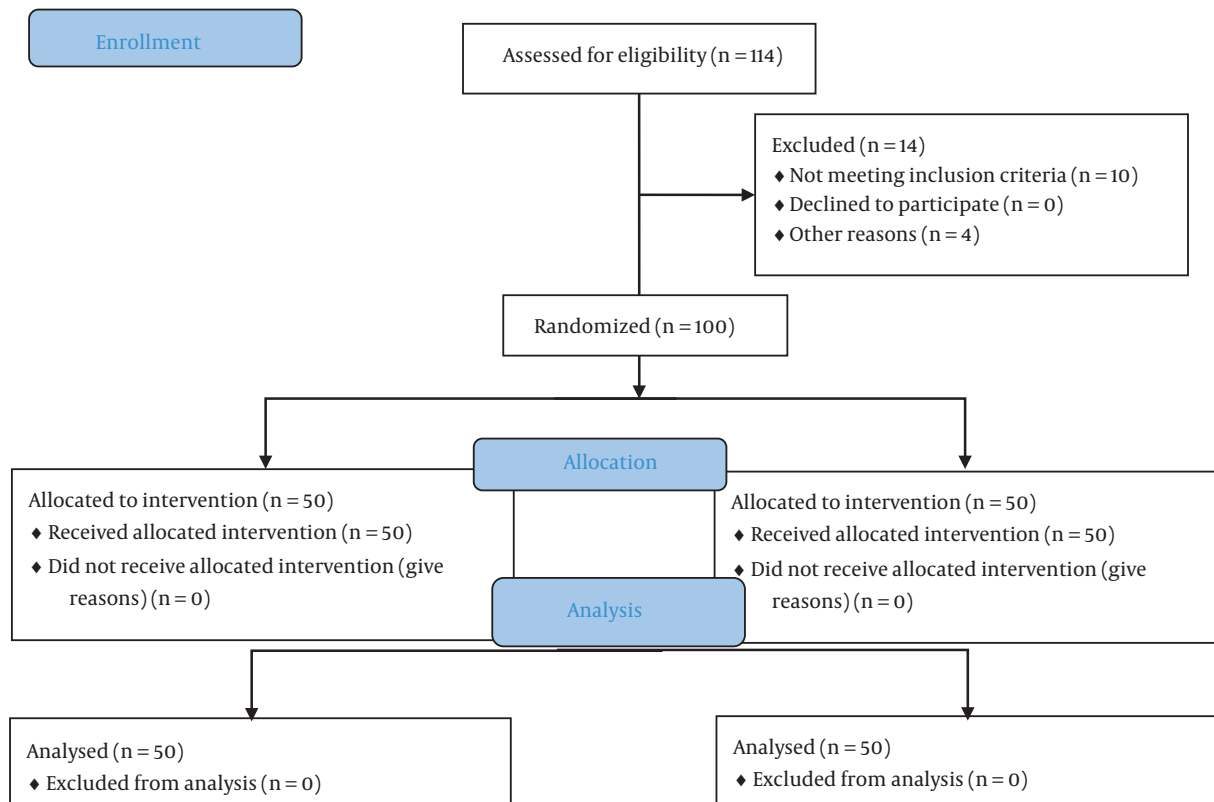 Enrollment
Assessed for eligibility (n = 114)
Excluded (n = 14)
♦ Not meeting inclusion criteria (n = 10)
♦ Declined to participate (n = 0)
♦ Other reasons (n = 4)
Randomized (n = 100)
Allocation
Allocated to intervention (n = 50)
♦ Received allocated intervention (n = 50)
♦ Did not receive allocated intervention (give
reasons) (n = 0)
Allocated to intervention (n = 50)
♦ Received allocated intervention (n = 50)
♦ Did not receive allocated intervention (give
reasons) (n = 0)
Analysis
Analysed (n = 50)
♦ Excluded from analysis (n = 0)
Analysed (n = 50)
♦ Excluded from analysis (n = 0)